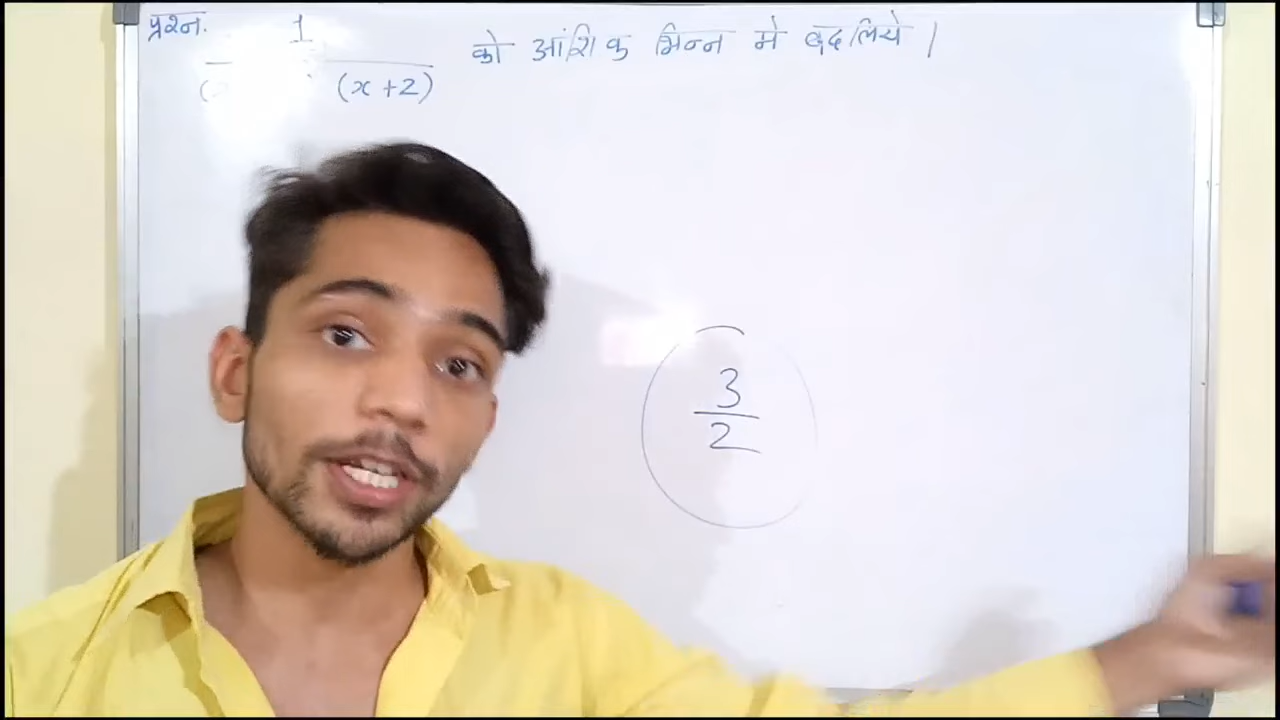 प्रश्न. 1 को आंशिक भिन्न मे बदलिये |
(x+2)
3
2